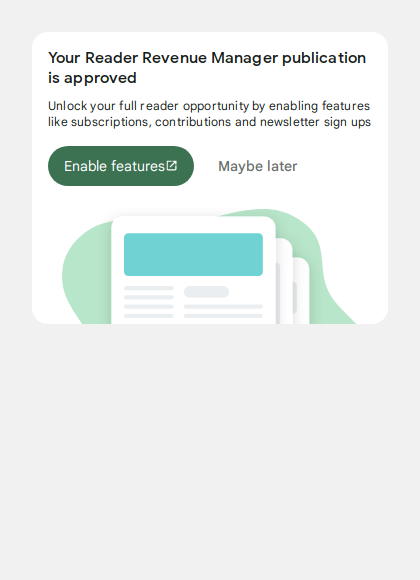 Your Reader Revenue Manager publication
is approved
Unlock your full reader opportunity by enabling features
like subscriptions, contributions and newsletter sign ups
Enable features
Maybe later